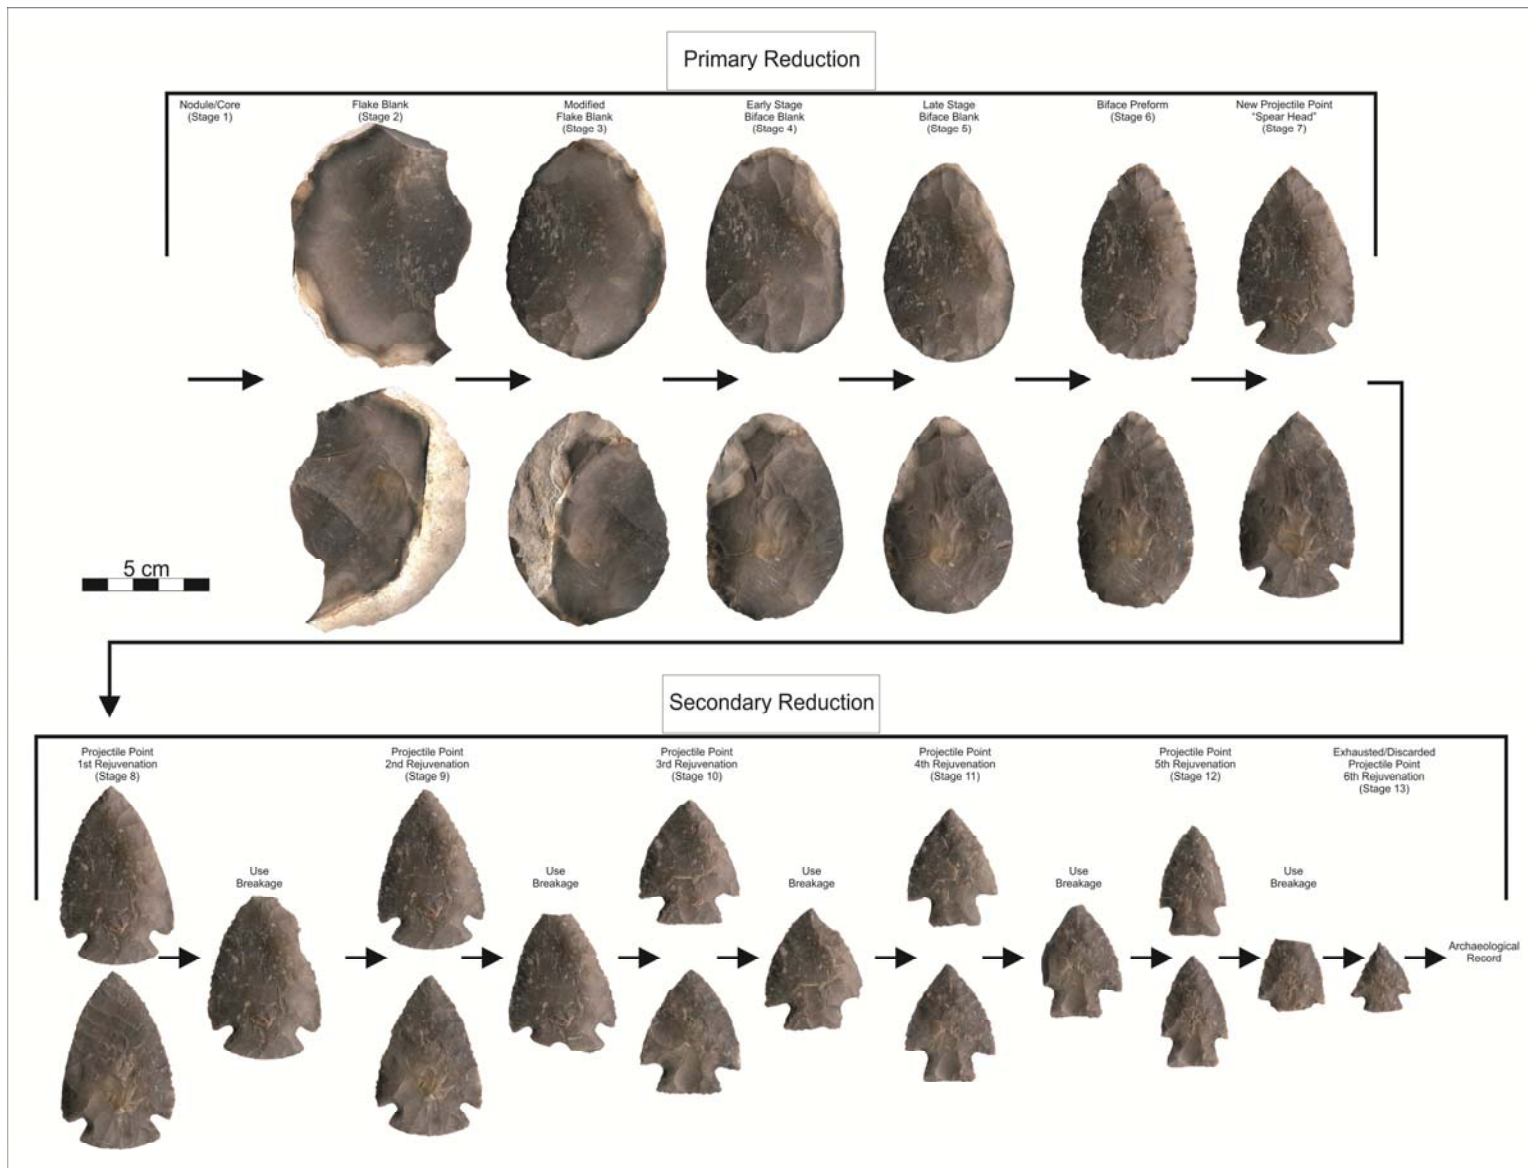 Primary Reduction
Nodule/Core
(Stage 1)
Flake Blank
(Stage 2)
Modified
Flake Blank
(Stage 3)
Early Stage
Biface Blank
(Stage 4)
Late Stage
Biface Blank
(Stage 5)
Biface Preform
(Stage 6)
New Projectile Point
"Spear Head"
(Stage 7)
5 cm
Secondary Reduction
Projectile Point
1st Rejuvenation
(Stage 8)
Use
Breakage
Projectile Point
2nd Rejuvenation
(Stage 9)
Use
Breakage
Projectile Point
3rd Rejuvenation
(Stage 10)
Use
Breakage
Projectile Point
4th Rejuvenation
(Stage 11)
Use
Breakage
Projectile Point
5th Rejuvenation
(Stage 12)
Use
Breakage
Exhausted/Discarded
Projectile Point
6th Rejuvenation
(Stage 13)
Archaeological
Record